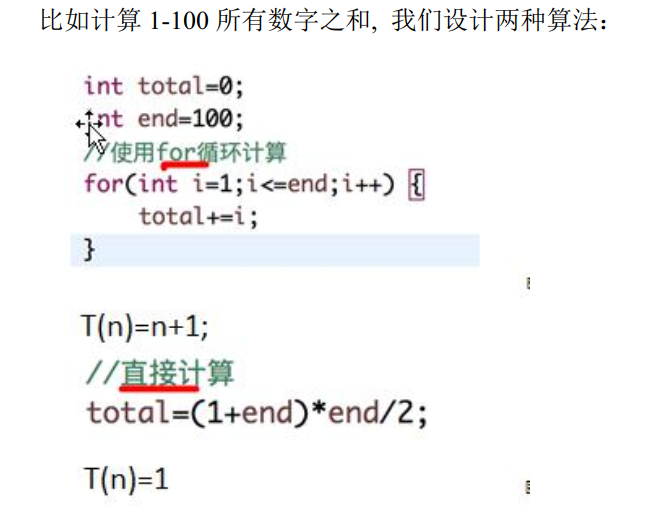 比如计算 1-100 所有数字之和, 我们设计两种算法:
int total=0;
int end=100;
//使用for循环计算
for(int i=1;i<=end;i++) {
total+=i;
}
T(n)=n+1;
//直接计算
total=(1+end)*end/2;
T(n)=1